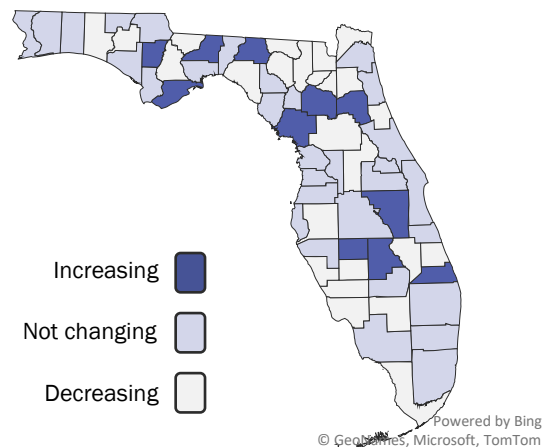 Increasing
Not changing
Decreasing
Powered by Bing
© GeoNames, Microsoft, TomTom